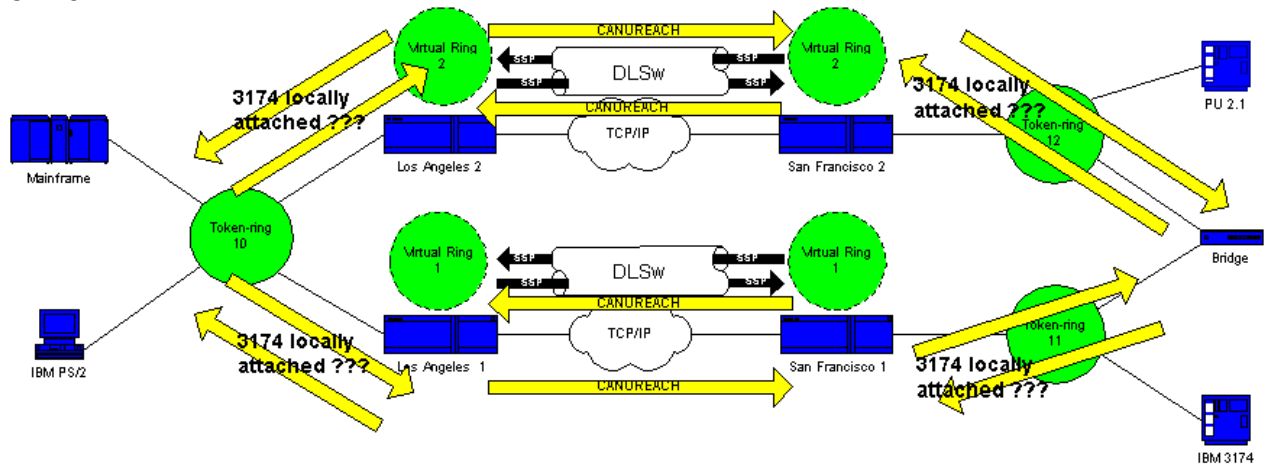 CANUREACH
Virtual Ring
2
SSP
SSP
DLSw
SSP
SSP
Virtual Ring
2
CANUREACH
3174 locally
attached ???
3174 locally
attached ???
PU 2.1
Mainframe
Los Angeles 2
TCP/IP
San Francisco 2
Token-ring
12
Token-ring
10
Bridge
Virtual Ring
1
SSP
SSP
DLSw
SSP
SSP
Virtual Ring
1
CANUREACH
3174 locally
attached ???
IBM PS/2
Los Angeles 1
TCP/IP
San Francisco 1
Token-ring
11
3174 locally
attached ???
CANUREACH
IBM 3174